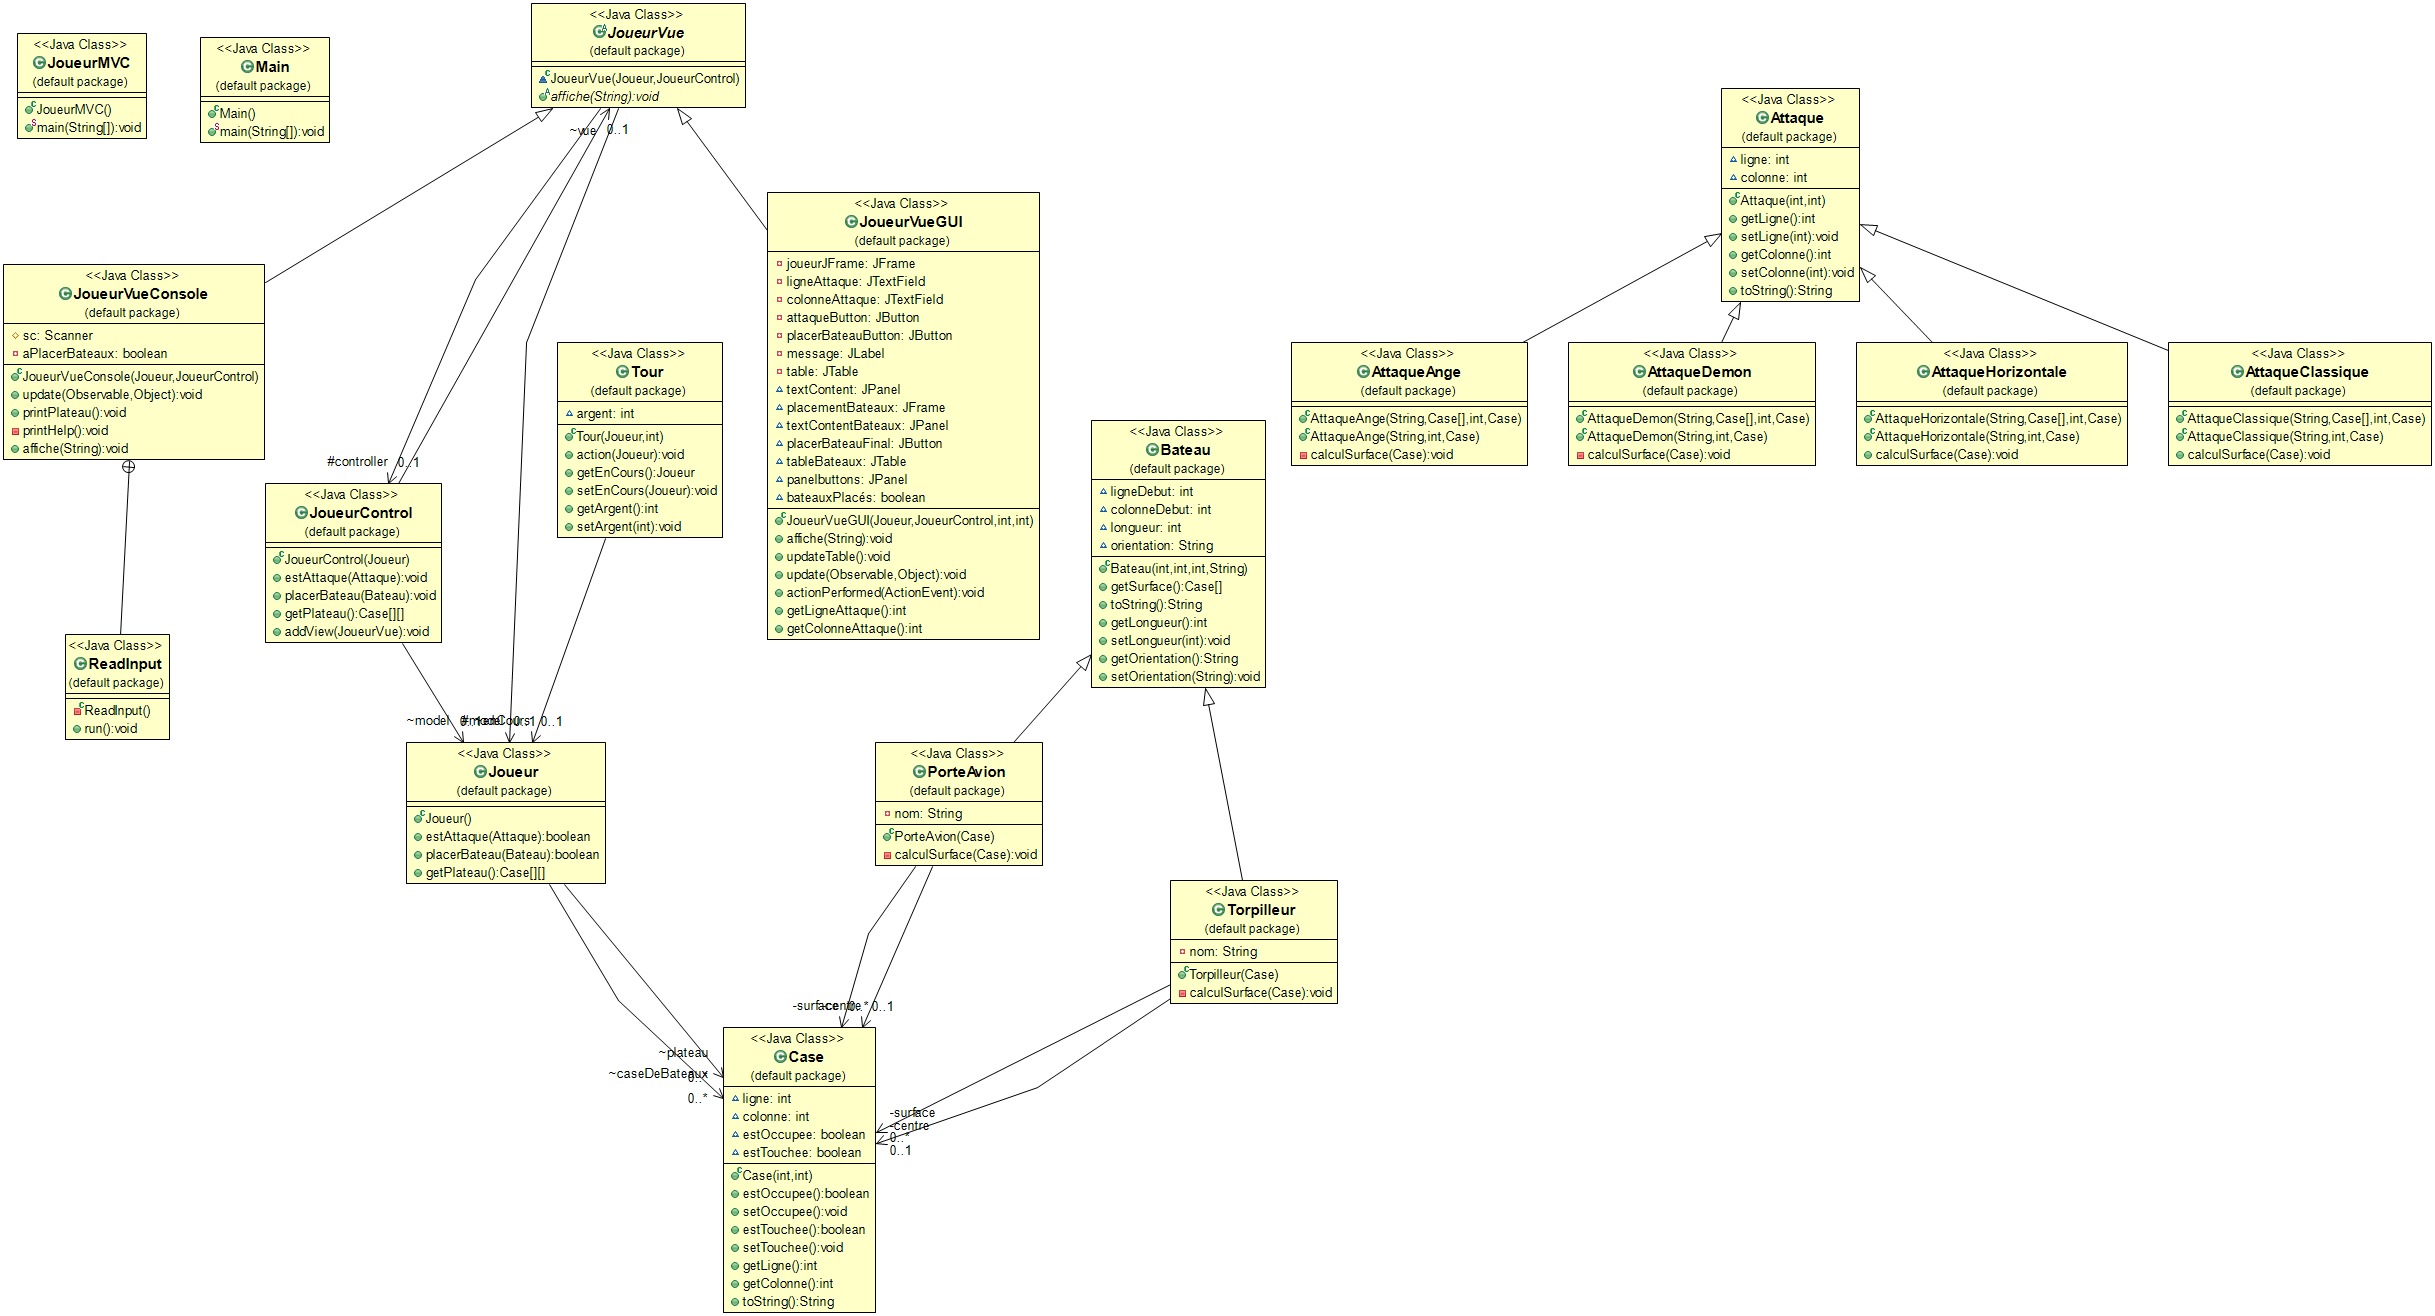 <<Java Class>>
JoueurMVC
(default package)
JoueurMVC()
main(String[]):void
<<Java Class>>
Main
(default package)
Main()
main(String[]):void
<<Java Class>>
JoueurVue
(default package)
JoueurVue(Joueur,JoueurControl)
affiche(String):void
~vue 0..1
<<Java Class>>
JoueurVueConsole
(default package)
sc: Scanner
aPlacerBateaux: boolean
JoueurVueConsole(Joueur,JoueurControl)
update(Observable,Object):void
printPlateau():void
printHelp():void
affiche(String):void
<<Java Class>>
ReadInput
(default package)
ReadInput()
run():void
#controller 0..1
<<Java Class>>
JoueurControl
(default package)
JoueurControl(Joueur)
estAttaque(Attaque):void
placerBateau(Bateau):void
getPlateau():Case[][]
addView(JoueurVue):void
<<Java Class>>
Tour
(default package)
argent: int
Tour(Joueur,int)
action(Joueur):void
getEnCours():Joueur
setEnCours(Joueur):void
getArgent():int
setArgent(int):void
<<Java Class>>
JoueurVueGUI
(default package)
joueurJFrame: JFrame
ligneAttaque: JTextField
colonneAttaque: JTextField
attaqueButton: JButton
placerBateauButton: JButton
message: JLabel
table: JTable
textContent: JPanel
placementBateaux: JFrame
textContentBateaux: JPanel
placerBateauFinal: JButton
tableBateaux: JTable
panelbuttons: JPanel
bateauxPlacés: boolean
JoueurVueGUI(Joueur,JoueurControl,int,int)
affiche(String):void
updateTable():void
update(Observable,Object):void
actionPerformed(ActionEvent):void
getLigneAttaque():int
getColonneAttaque():int
~model 0..1 0..1
<<Java Class>>
Joueur
(default package)
Joueur()
estAttaque(Attaque):boolean
placerBateau(Bateau):boolean
getPlateau():Case[][]
<<Java Class>>
Attaque
(default package)
ligne: int
colonne: int
Attaque(int,int)
getLigne():int
setLigne(int):void
getColonne():int
setColonne(int):void
toString():String
<<Java Class>>
AttaqueAnge
(default package)
AttaqueAnge(String,Case[],int,Case)
AttaqueAnge(String,int,Case)
calculSurface(Case):void
<<Java Class>>
AttaqueDemon
(default package)
AttaqueDemon(String,Case[],int,Case)
AttaqueDemon(String,int,Case)
calculSurface(Case):void
<<Java Class>>
AttaqueHorizontale
(default package)
AttaqueHorizontale(String,Case[],int,Case)
AttaqueHorizontale(String,int,Case)
calculSurface(Case):void
<<Java Class>>
AttaqueClassique
(default package)
AttaqueClassique(String,Case[],int,Case)
AttaqueClassique(String,int,Case)
calculSurface(Case):void
<<Java Class>>
Bateau
(default package)
ligneDebut: int
colonneDebut: int
longueur: int
orientation: String
Bateau(int,int,int,String)
getSurface():Case[]
toString():String
getLongueur():int
setLongueur(int):void
getOrientation():String
setOrientation(String):void
<<Java Class>>
PorteAvion
(default package)
nom: String
PorteAvion(Case)
calculSurface(Case):void
<<Java Class>>
Torpilleur
(default package)
nom: String
Torpilleur(Case)
calculSurface(Case):void
-surface -centre 0..* 0..1
~plateau
~caseDeBateaux
0..*
0..*
<<Java Class>>
Case
(default package)
ligne: int
colonne: int
estOccupee: boolean
estTouchee: boolean
Case(int,int)
estOccupee():boolean
setOccupee():void
estTouchee():boolean
setTouchee():void
getLigne():int
getColonne():int
toString():String
-surface
-centre
0..*
0..1